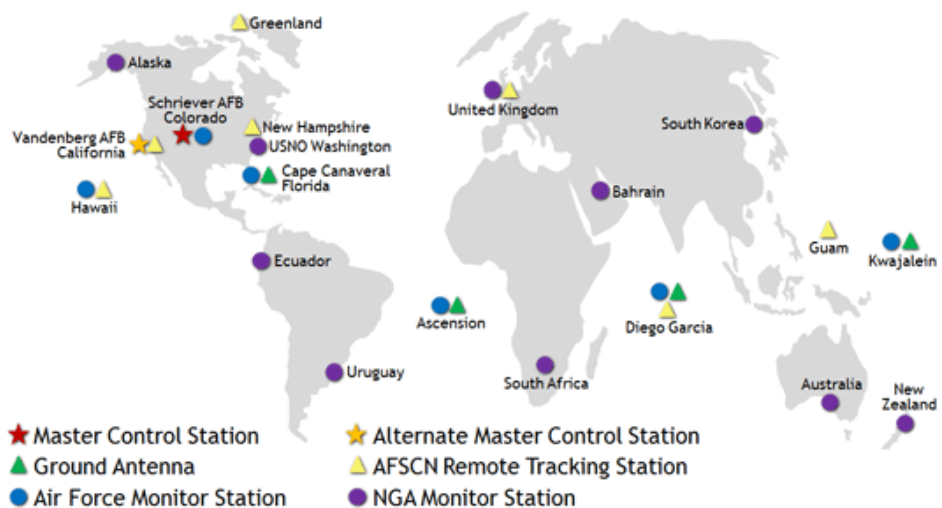 Greenland
Alaska
Schriever AFB
Colorado
United Kingdom
New Hampshire
South Korea
Vandenberg AFB
California
USNO Washington
Cape Canaveral
Florida
Bahrain
Hawaii
Guam
Ecuador
Kwajalein
Ascension
Diego Garcia
Uruguay
South Africa
Australia
New
Zealand
Master Control Station
Alternate Master Control Station
Ground Antenna
AFSCN Remote Tracking Station
Air Force Monitor Station
NGA Monitor Station